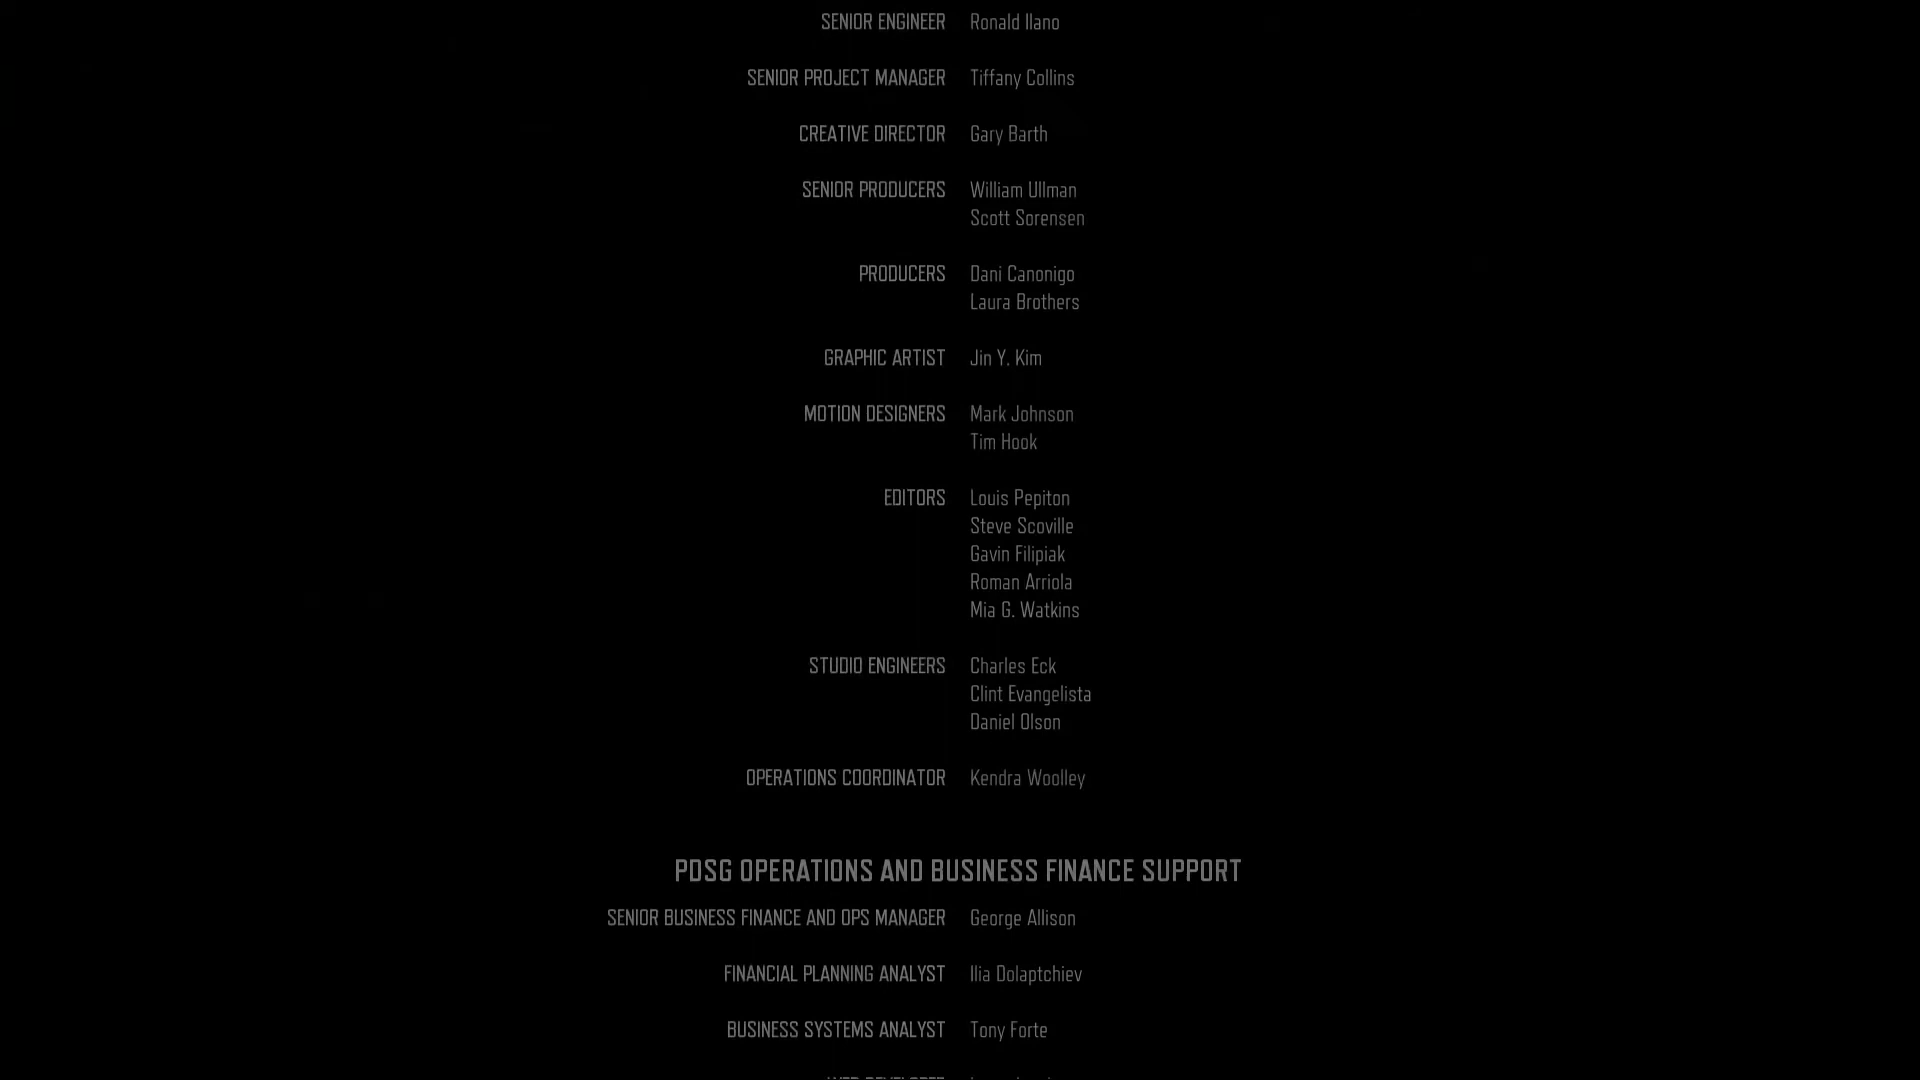 SENIOR ENGINEER Ronald Ilano
SENIOR PROJECT MANAGER Tiffany Collins
CREATIVE DIRECTOR Gary Barth
SENIOR PRODUCERS William Ullman
Scott Sorensen
PRODUCERS Dani Canonigo
Laura Brothers
GRAPHIC ARTIST Jin Y. Kim
MOTION DESIGNERS Mark Johnson
Tim Hook
EDITORS Louis Pepiton
Steve Scoville
Gavin Filipiak
Roman Arriola
Mia G. Watkins
STUDIO ENGINEERS Charles Eck
Clint Evangelista
Daniel Olson
OPERATIONS COORDINATOR Kendra Woolley
PDSG OPERATIONS AND BUSINESS FINANCE SUPPORT
SENIOR BUSINESS FINANCE AND OPS MANAGER George Allison
FINANCIAL PLANNING ANALYST Ilia Dolaptchiev
BUSINESS SYSTEMS ANALYST Tony Forte